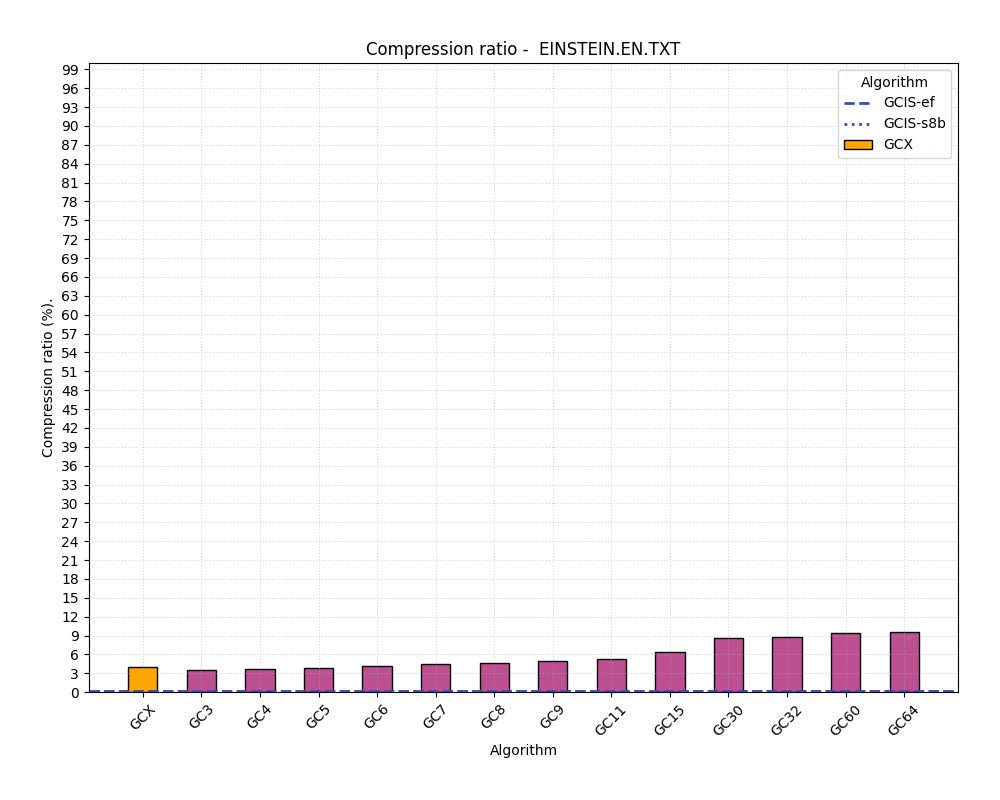 Compression ratio -  EINSTEIN.EN.TXT
Algorithm
GCIS-ef
GCIS-s8b
GCX
99
96
93
90
87
84
81
78
75
72
69
66
63
60
57
54
51
48
45
42
39
36
33
30
27
24
21
18
15
12
9
6
3
0
Compression ratio (%).
GCX
GC3
GC4
GC5
GC6
GC7
GC8
GC9
GC11
GC15
GC30
GC32
GC60
GC64
Algorithm